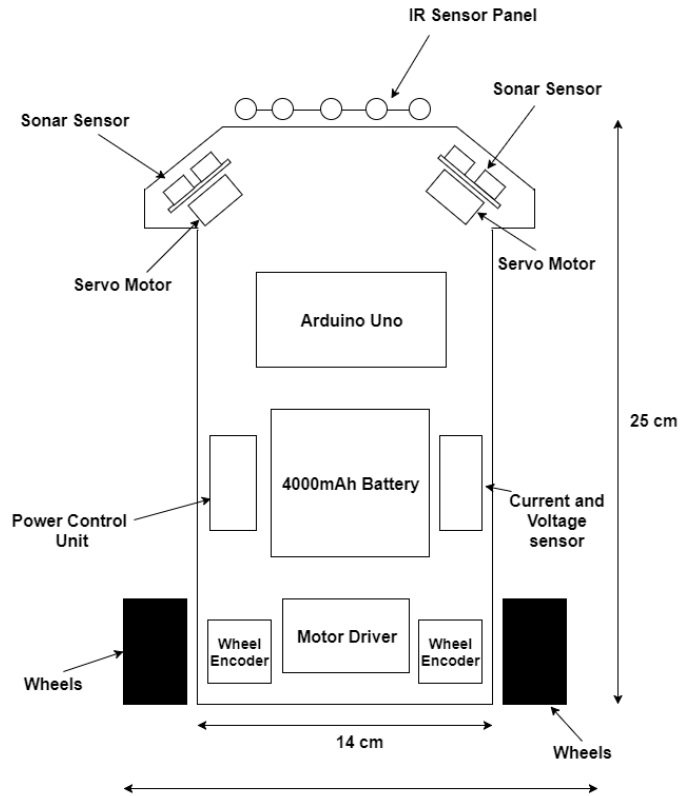 IR Sensor Panel
Sonar Sensor
Sonar Sensor
Servo Motor
Servo Motor
Arduino Uno
25 cm
4000mAh Battery
Power Control
Unit
Current and
Voltage
sensor
Motor Driver
Wheel
Encoder
Wheel
Encoder
Wheels
14 cm
Wheels